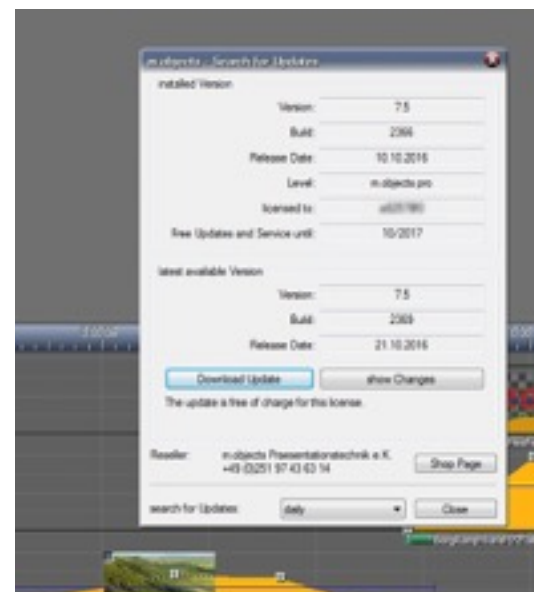 m.objects - Search for Updates
installed Version
Version: 7.5
Build: 2366
Release Date: 10.10.2016
Level: m.objects pro
licensed to:
Free Updates and Service until: 10/2017
latest available Version
Version: 7.5
Build: 2369
Release Date: 21.10.2016
Download Update show Changes
The update is free of charge for this license.
Reseller: m.objects Praesentationstechnik e.K.
+49 (0)251 97 43 63 14
Shop Page
search for Updates: daily Close